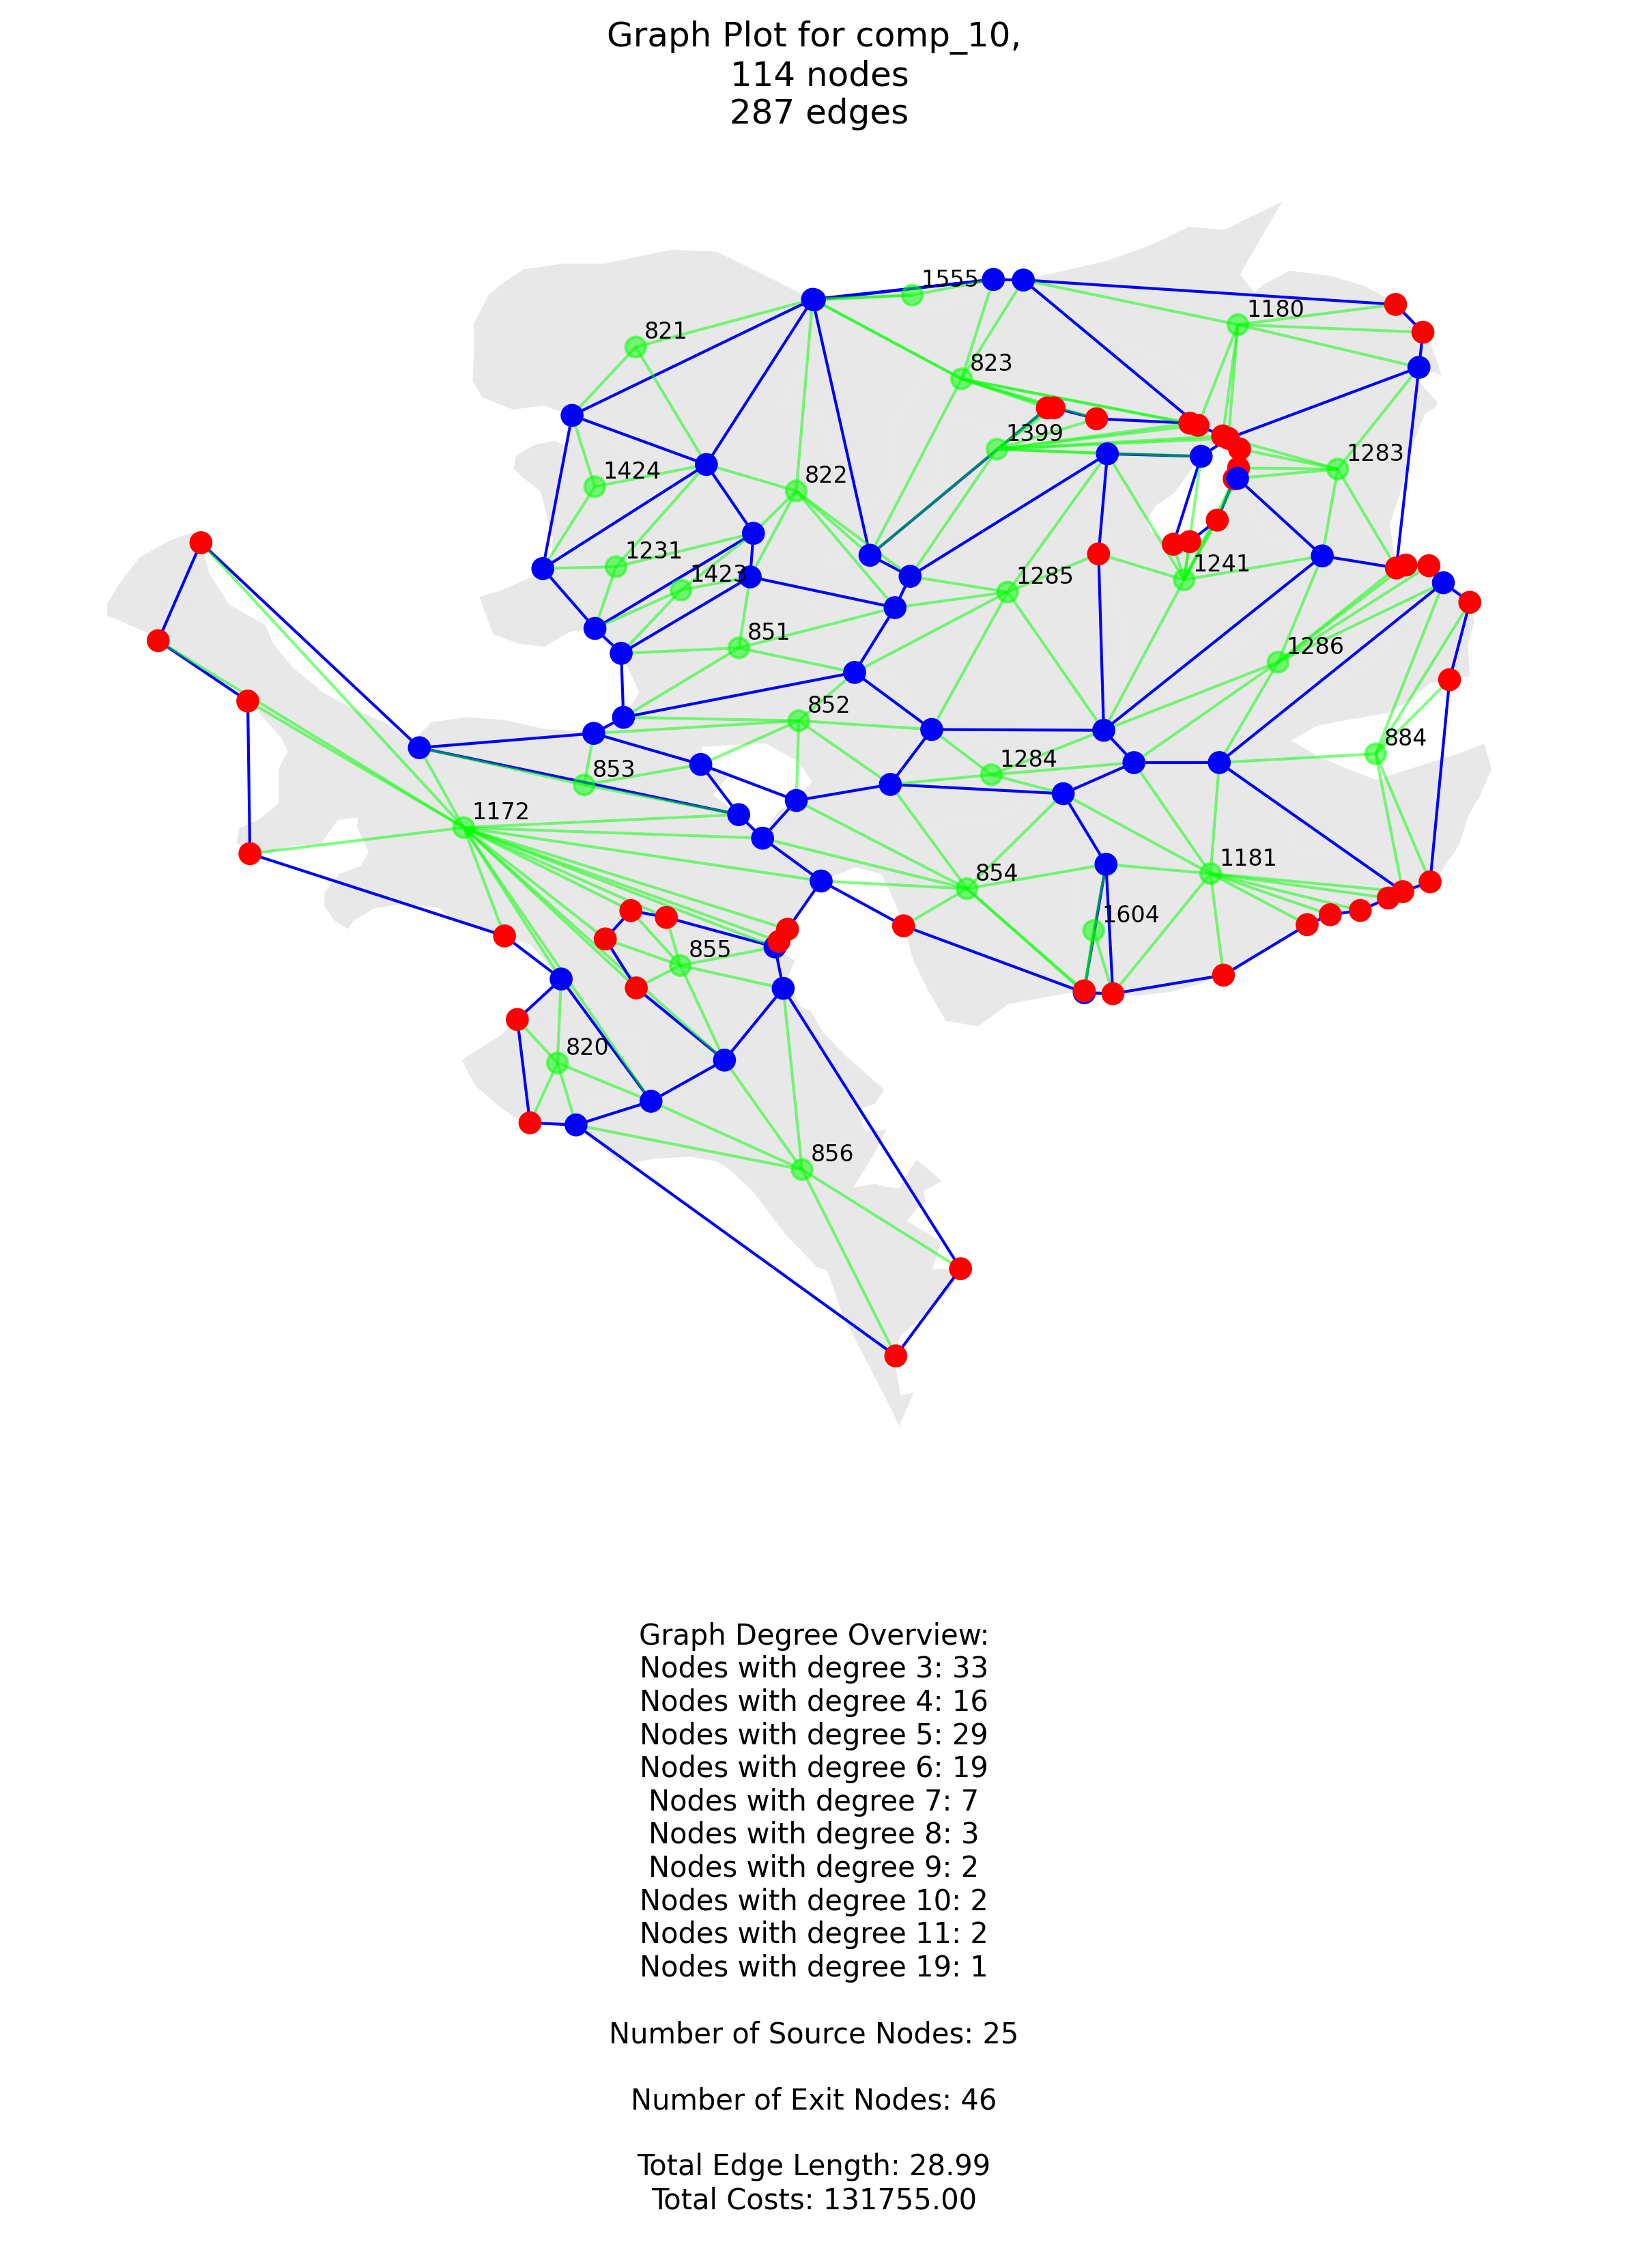 Graph Plot for comp_10,
114 nodes
287 edges
1555
1180
821
823
1399
1283
1424
822
1231
1423
1285
1241
851
1286
852
884
1284
853
1172
1181
854
1604
855
820
856
Graph Degree Overview:
Nodes with degree 3: 33
Nodes with degree 4: 16
Nodes with degree 5: 29
Nodes with degree 6: 19
Nodes with degree 7: 7
Nodes with degree 8: 3
Nodes with degree 9: 2
Nodes with degree 10: 2
Nodes with degree 11: 2
Nodes with degree 19: 1
Number of Source Nodes: 25
Number of Exit Nodes: 46
Total Edge Length: 28.99
Total Costs: 131755.00